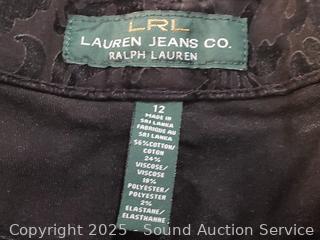 LRL
LAUREN JEANS CO.
RALPH LAUREN
12
MADE IN
SRI LANKA
FABRIQUE AU
SRI LANKA
56% COTTON/
COTON
24%
VISCOSE/
VISCOSE
18%
POLYESTER/
POLYESTER
2%
ELASTANE/
ELASTHANNE
Copyright 2025 - Sound Auction Service